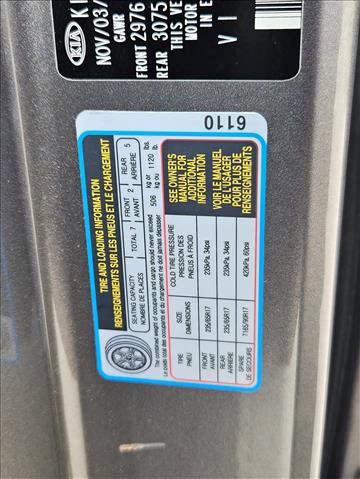 KIA
NOV/03/
GAWR
FRONT 2976
REAR 3075
THIS VE
MOTOR
IN E
V I
6110
TIRE AND LOADING INFORMATION
RENSEIGNEMENTS SUR LES PNEUS ET LE CHARGEMENT
SEATING CAPACITY
NOMBRE DE PLACES
TOTAL 7
FRONT
AVANT 2
REAR
ARRIÈRE 5
The combined weight of occupants and cargo should never exceed
Le poids total des occupants et du chargement ne doit jamais dépasser
506 kg or kg ou 1120 lbs. lb.
TIRE
PNEU
SIZE
DIMENSIONS
COLD TIRE PRESSURE
PRESSION DES
PNEUS À FROID
FRONT
AVANT
235/65R17
235kPa, 34psi
REAR
ARRIÈRE
235/65R17
235kPa, 34psi
SPARE
DE SECOURS
T165/90R17
420kPa, 60psi
SEE OWNER'S
MANUAL FOR
ADDITIONAL
INFORMATION
VOIR LE MANUEL
DE L'USAGER
POUR PLUS DE
RENSEIGNEMENTS